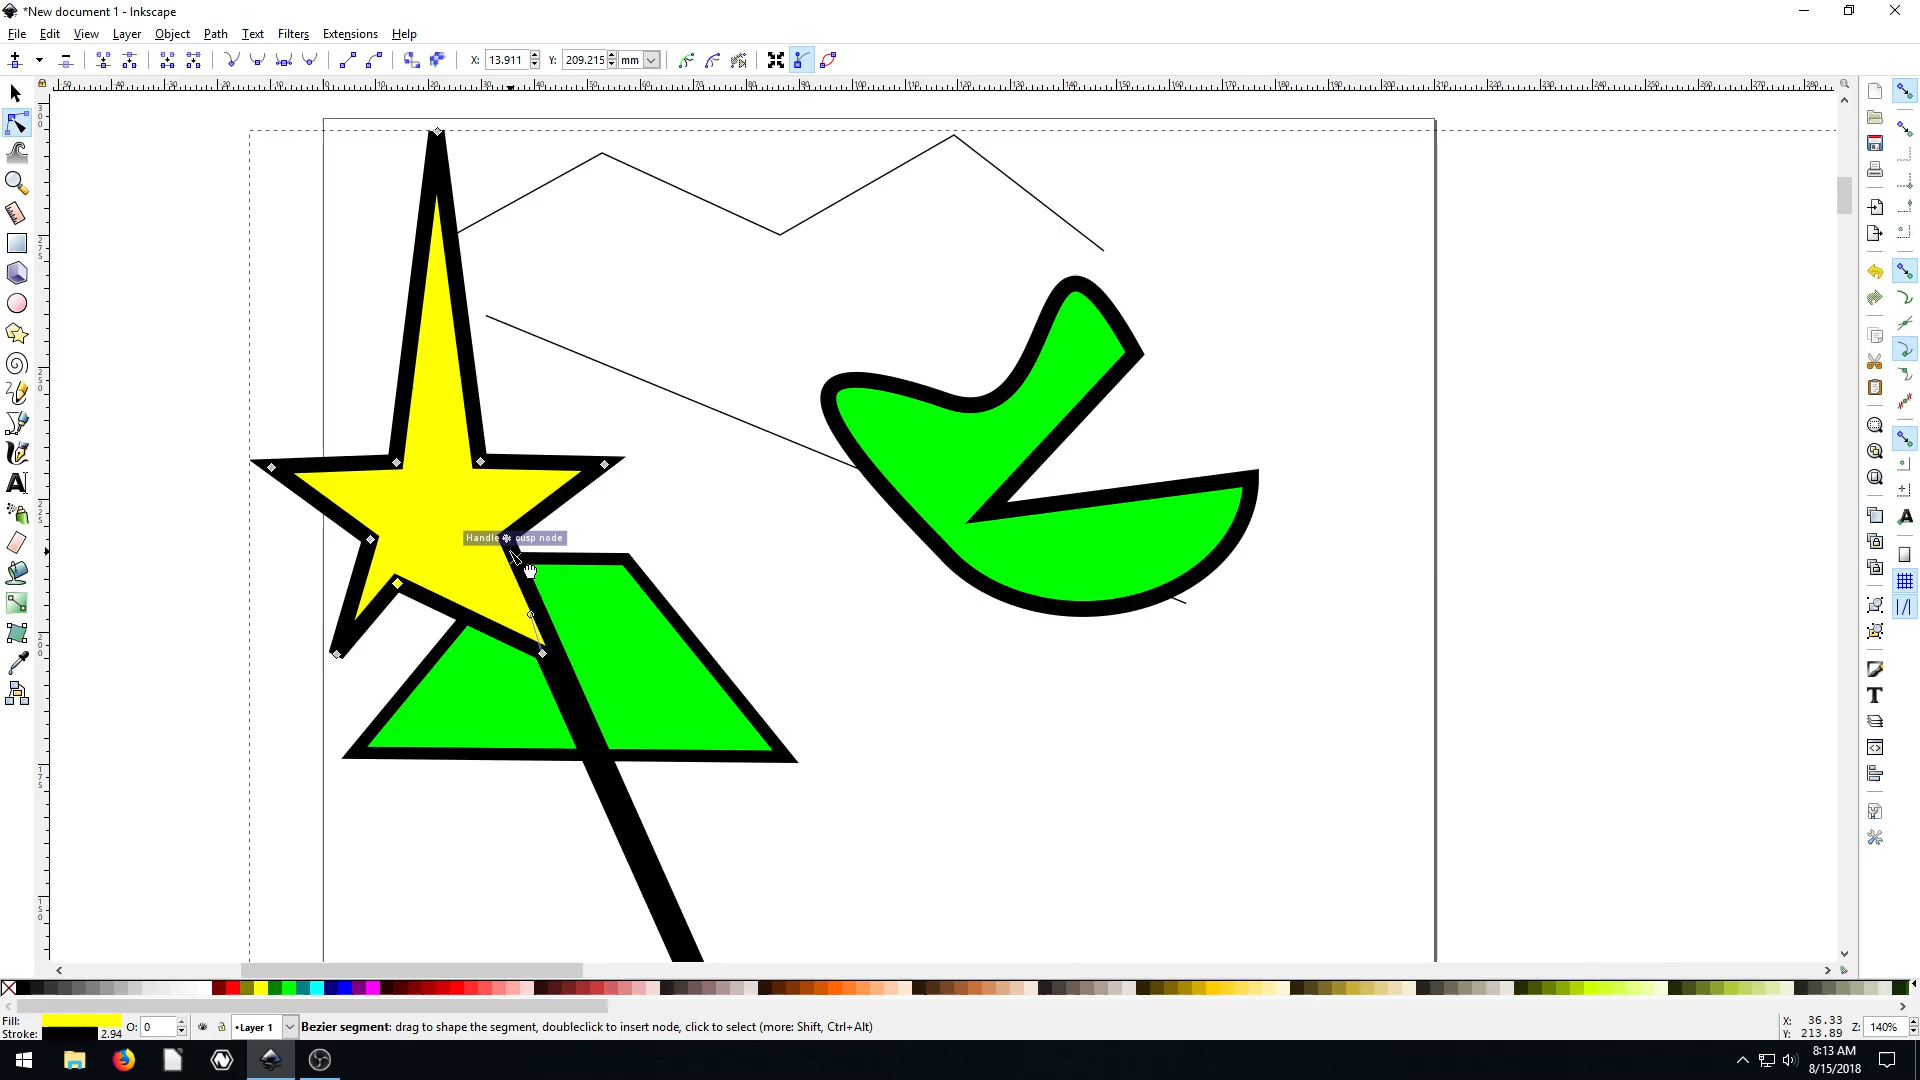 *New document 1 - Inkscape
File Edit View Layer Object Path Text Filters Extensions Help
X: 13.911 Y: 209.215 mm
Handle to cusp node
Fill:
Stroke: 2.94 O: 0 •Layer 1 Bezier segment: drag to shape the segment, doubleclick to insert node, click to select (more: Shift, Ctrl+Alt)
X: 36.33
Y: 213.89 Z: 140%
8:13 AM
8/15/2018